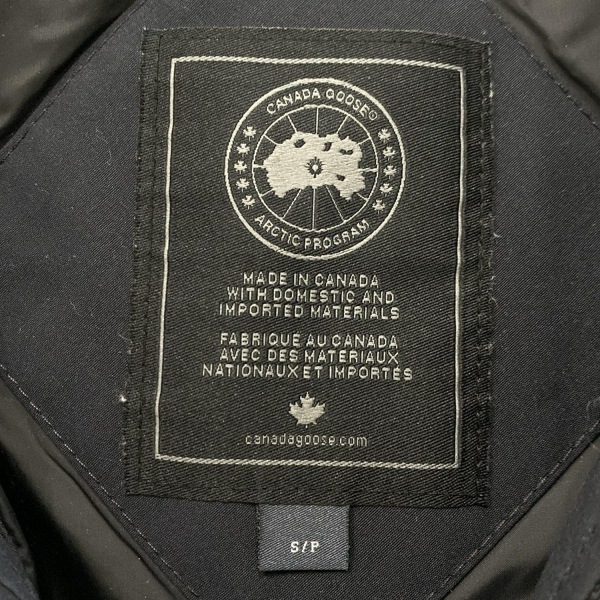 CANADA GOOSE®
ARCTIC PROGRAM
MADE IN CANADA
WITH DOMESTIC AND
IMPORTED MATERIALS
FABRIQUÉ AU CANADA
AVEC DES MATÉRIAUX
NATIONAUX ET IMPORTÉS
canadagoose.com
S/P